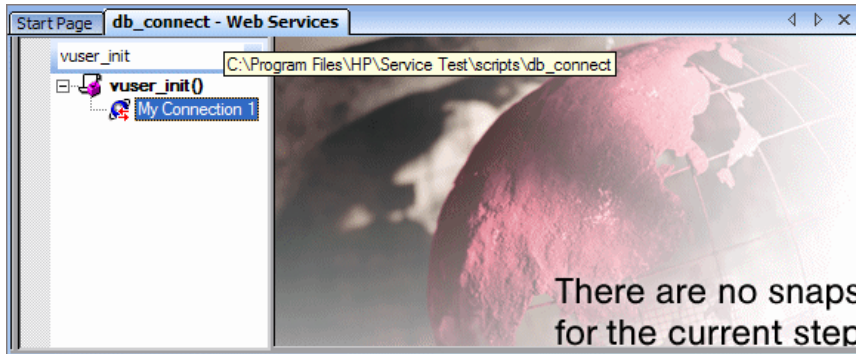 Start Page
db_connect - Web Services
vuser_init
C:\Program Files\HP\Service Test\scripts\db_connect
vuser_init()
My Connection 1
There are no snaps
for the current step